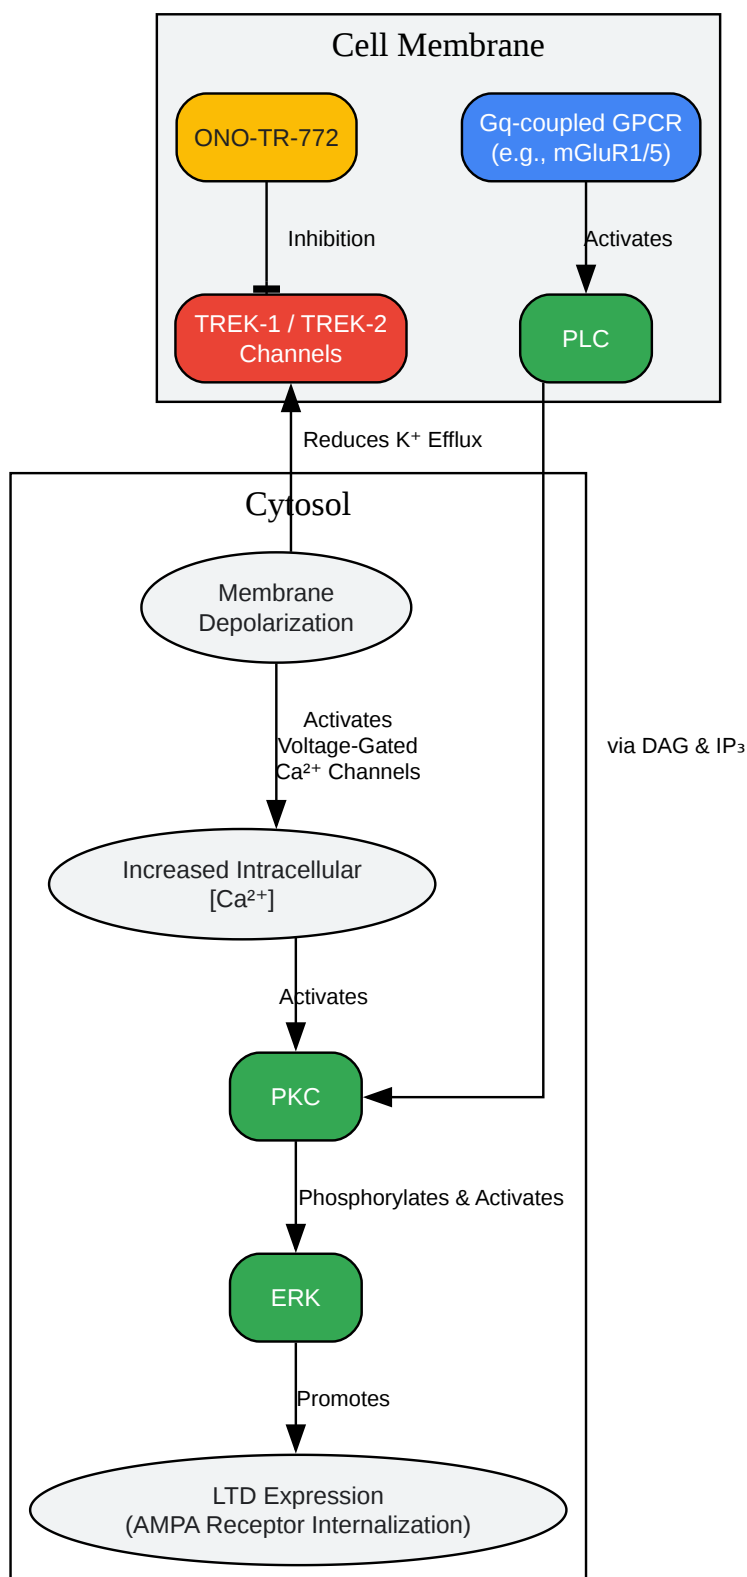 Cell Membrane
ONO-TR-772
Gq-coupled GPCR
(e.g., mGluR1/5)
Inhibition
Activates
TREK-1 / TREK-2
Channels
PLC
Reduces K⁺ Efflux
Cytosol
Membrane
Depolarization
Activates
Voltage-Gated
Ca²⁺ Channels
via DAG & IP₃
Increased Intracellular
[Ca²⁺]
Activates
PKC
Phosphorylates & Activates
ERK
Promotes
LTD Expression
(AMPA Receptor Internalization)